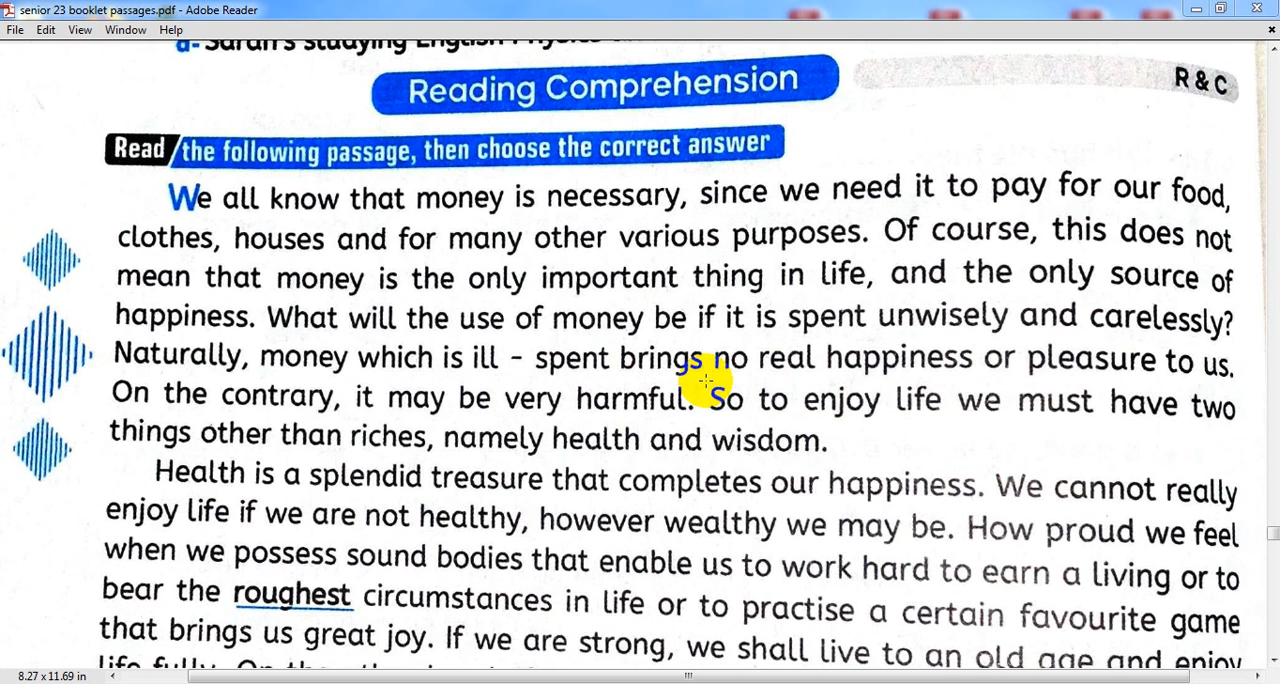 senior 23 booklet passages.pdf - Adobe Reader
File Edit View Window Help
a- Sarah's studying English
Reading Comprehension
R & C
Read the following passage, then choose the correct answer
We all know that money is necessary, since we need it to pay for our food,
clothes, houses and for many other various purposes. Of course, this does not
mean that money is the only important thing in life, and the only source of
happiness. What will the use of money be if it is spent unwisely and carelessly?
Naturally, money which is ill - spent brings no real happiness or pleasure to us.
On the contrary, it may be very harmful. So to enjoy life we must have two
things other than riches, namely health and wisdom.
Health is a splendid treasure that completes our happiness. We cannot really
enjoy life if we are not healthy, however wealthy we may be. How proud we feel
when we possess sound bodies that enable us to work hard to earn a living or to
bear the roughest circumstances in life or to practise a certain favourite game
that brings us great joy. If we are strong, we shall live to an old age and enjoy
life fully. On the
8.27 x 11.69 in